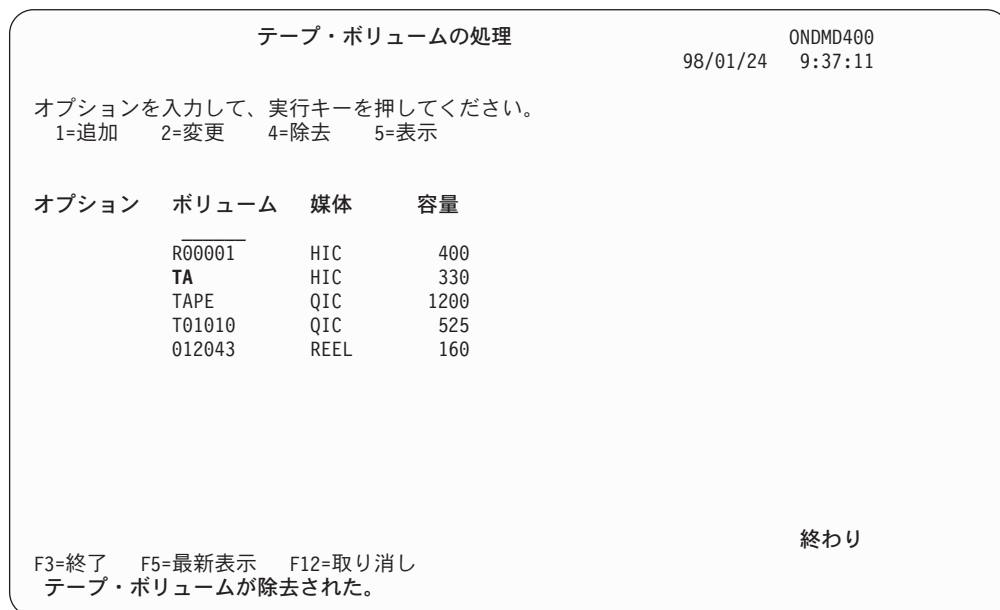 テープ・ボリュームの処理 ONDMD400
98/01/24 9:37:11
オプションを入力して、実行キーを押してください。
1=追加 2=変更 4=除去 5=表示
オプション ボリューム 媒体 容量
______
R00001 HIC 400
TA HIC 330
TAPE QIC 1200
T01010 QIC 525
012043 REEL 160
終わり
F3=終了 F5=最新表示 F12=取り消し
テープ・ボリュームが除去された。